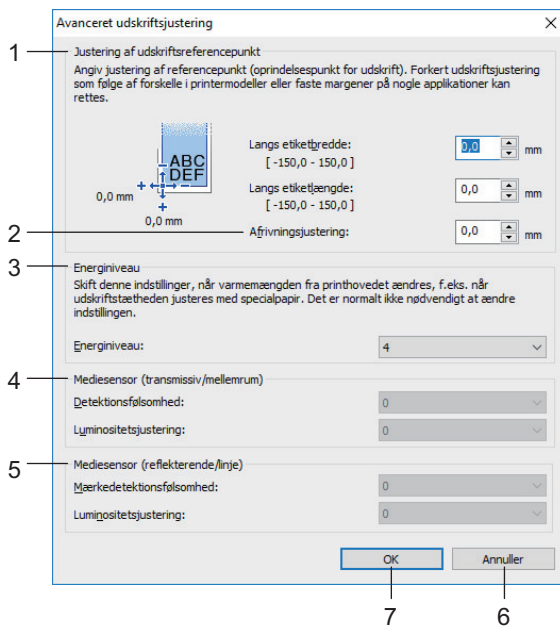 Avanceret udskriftsjustering
1
Justering af udskriftsreferencepunkt
Angiv justering af referencepunkt (oprindelsespunkt for udskrift). Forkert udskriftsjustering
som følge af forskelle i printermodeller eller faste margener på nogle applikationer kan
rettes.
ABC
DEF
0,0 mm
0,0 mm
Langs etiketbredde:
0,0
mm
[ -150,0 - 150,0 ]
Langs etiketlængde:
0,0
mm
[ -150,0 - 150,0 ]
2
Afrivningsjustering:
0,0
mm
3
Energiniveau
Skift denne indstillinger, når varmemængden fra printhovedet ændres, f.eks. når
udskriftstætheden justeres med specialpapir. Det er normalt ikke nødvendigt at ændre
indstillingen.
Energiniveau:
4
4
Mediesensor (transmissiv/mellemrum)
Detektionsfølsomhed:
0
Luminositetsjustering:
0
5
Mediesensor (reflekterende/linje)
Mærkedetektionsfølsomhed:
0
Luminositetsjustering:
0
OK
Annuller
7
6